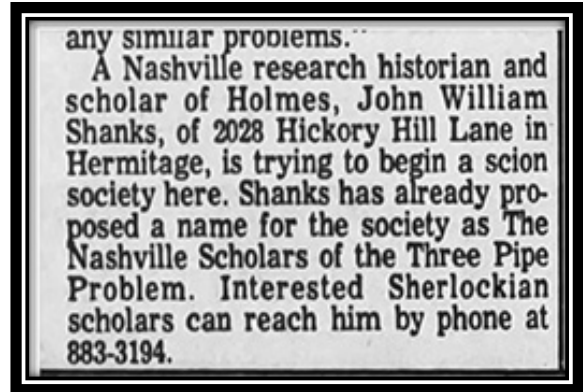 any similar problems."
A Nashville research historian and
scholar of Holmes, John William
Shanks, of 2028 Hickory Hill Lane in
Hermitage, is trying to begin a scion
society here. Shanks has already pro-
posed a name for the society as The
Nashville Scholars of the Three Pipe
Problem. Interested Sherlockian
scholars can reach him by phone at
883-3194.